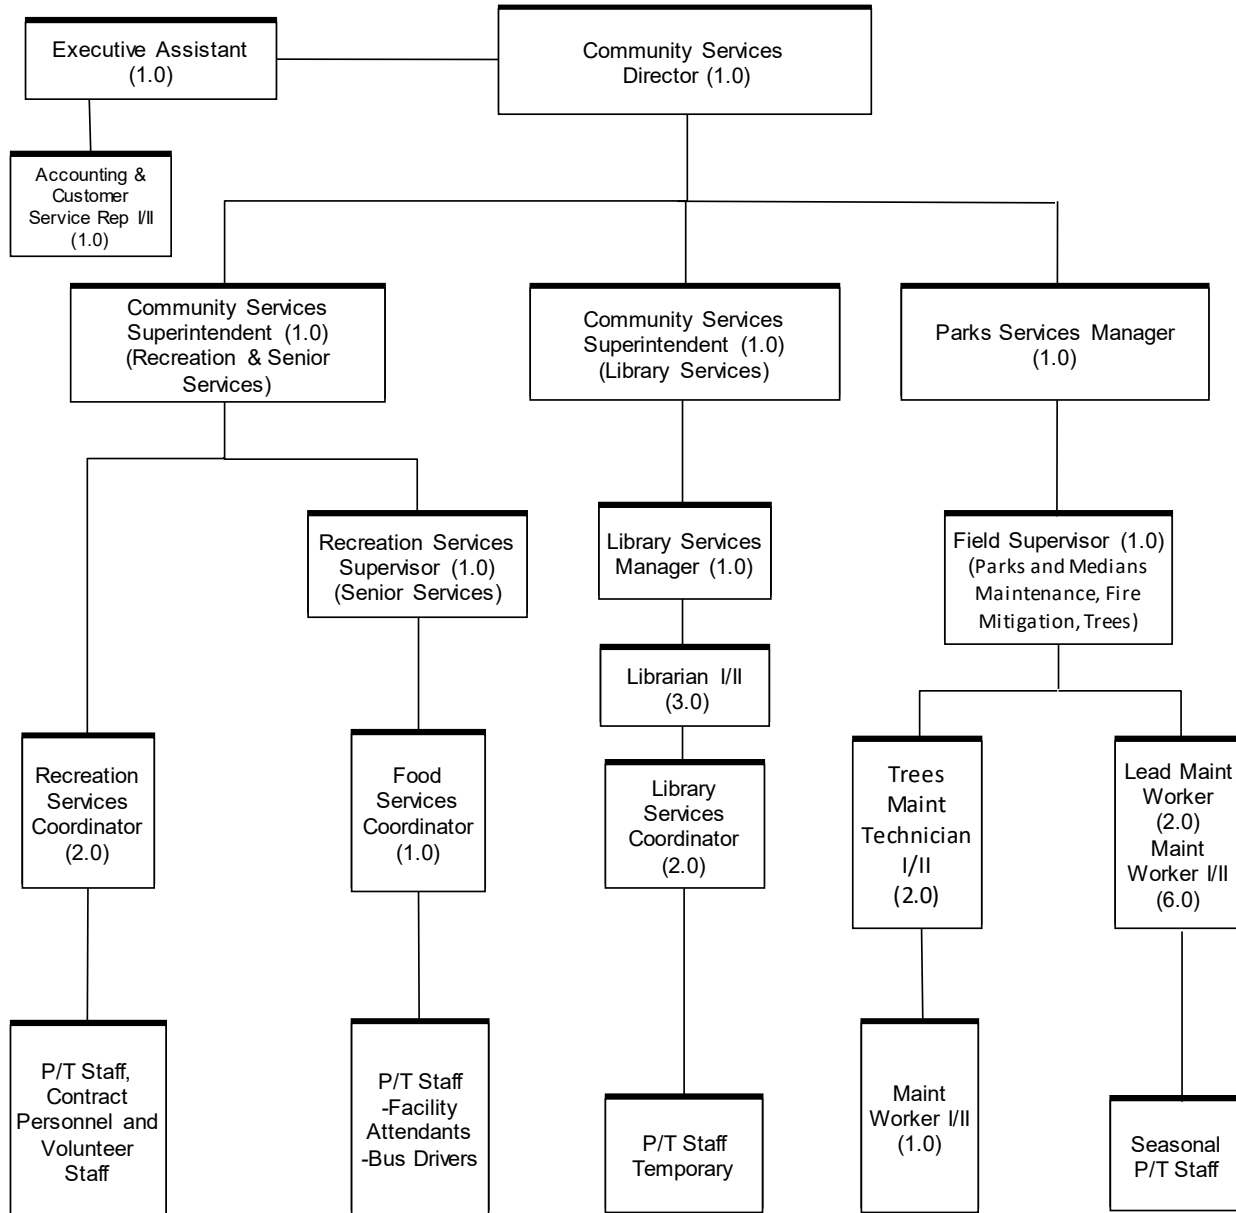 Executive Assistant
(1.0)
Community Services
Director (1.0)
Accounting &
Customer
Service Rep I/II
(1.0)
Community Services
Superintendent (1.0)
(Recreation & Senior
Services)
Community Services
Superintendent (1.0)
(Library Services)
Parks Services Manager
(1.0)
Recreation Services
Supervisor (1.0)
(Senior Services)
Library Services
Manager (1.0)
Field Supervisor (1.0)
(Parks and Medians
Maintenance, Fire
Mitigation, Trees)
Librarian I/II
(3.0)
Recreation
Services
Coordinator
(2.0)
Food
Services
Coordinator
(1.0)
Library
Services
Coordinator
(2.0)
Trees
Maint
Technician
I/II
(2.0)
Lead Maint
Worker
(2.0)
Maint
Worker I/II
(6.0)
P/T Staff,
Contract
Personnel and
Volunteer
Staff
P/T Staff
-Facility
Attendants
-Bus Drivers
P/T Staff
Temporary
Maint
Worker I/II
(1.0)
Seasonal
P/T Staff